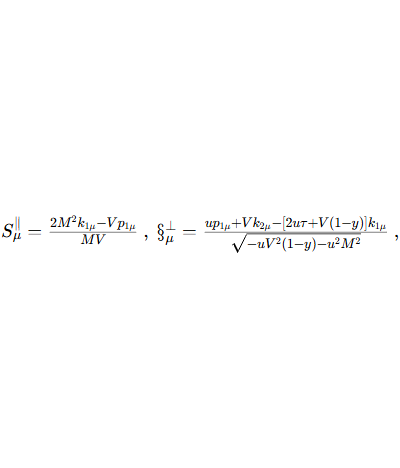 $S_{\mu}^{\parallel} = \frac{2M^2 k_{1\mu} - V p_{1\mu}}{MV}\ ,\ \S_{\mu}^{\perp} = \frac{u p_{1\mu} + V k_{2\mu} - [2u\tau + V(1-y)] k_{1\mu}}{\sqrt{-uV^2(1-y) - u^2M^2}}\ ,$